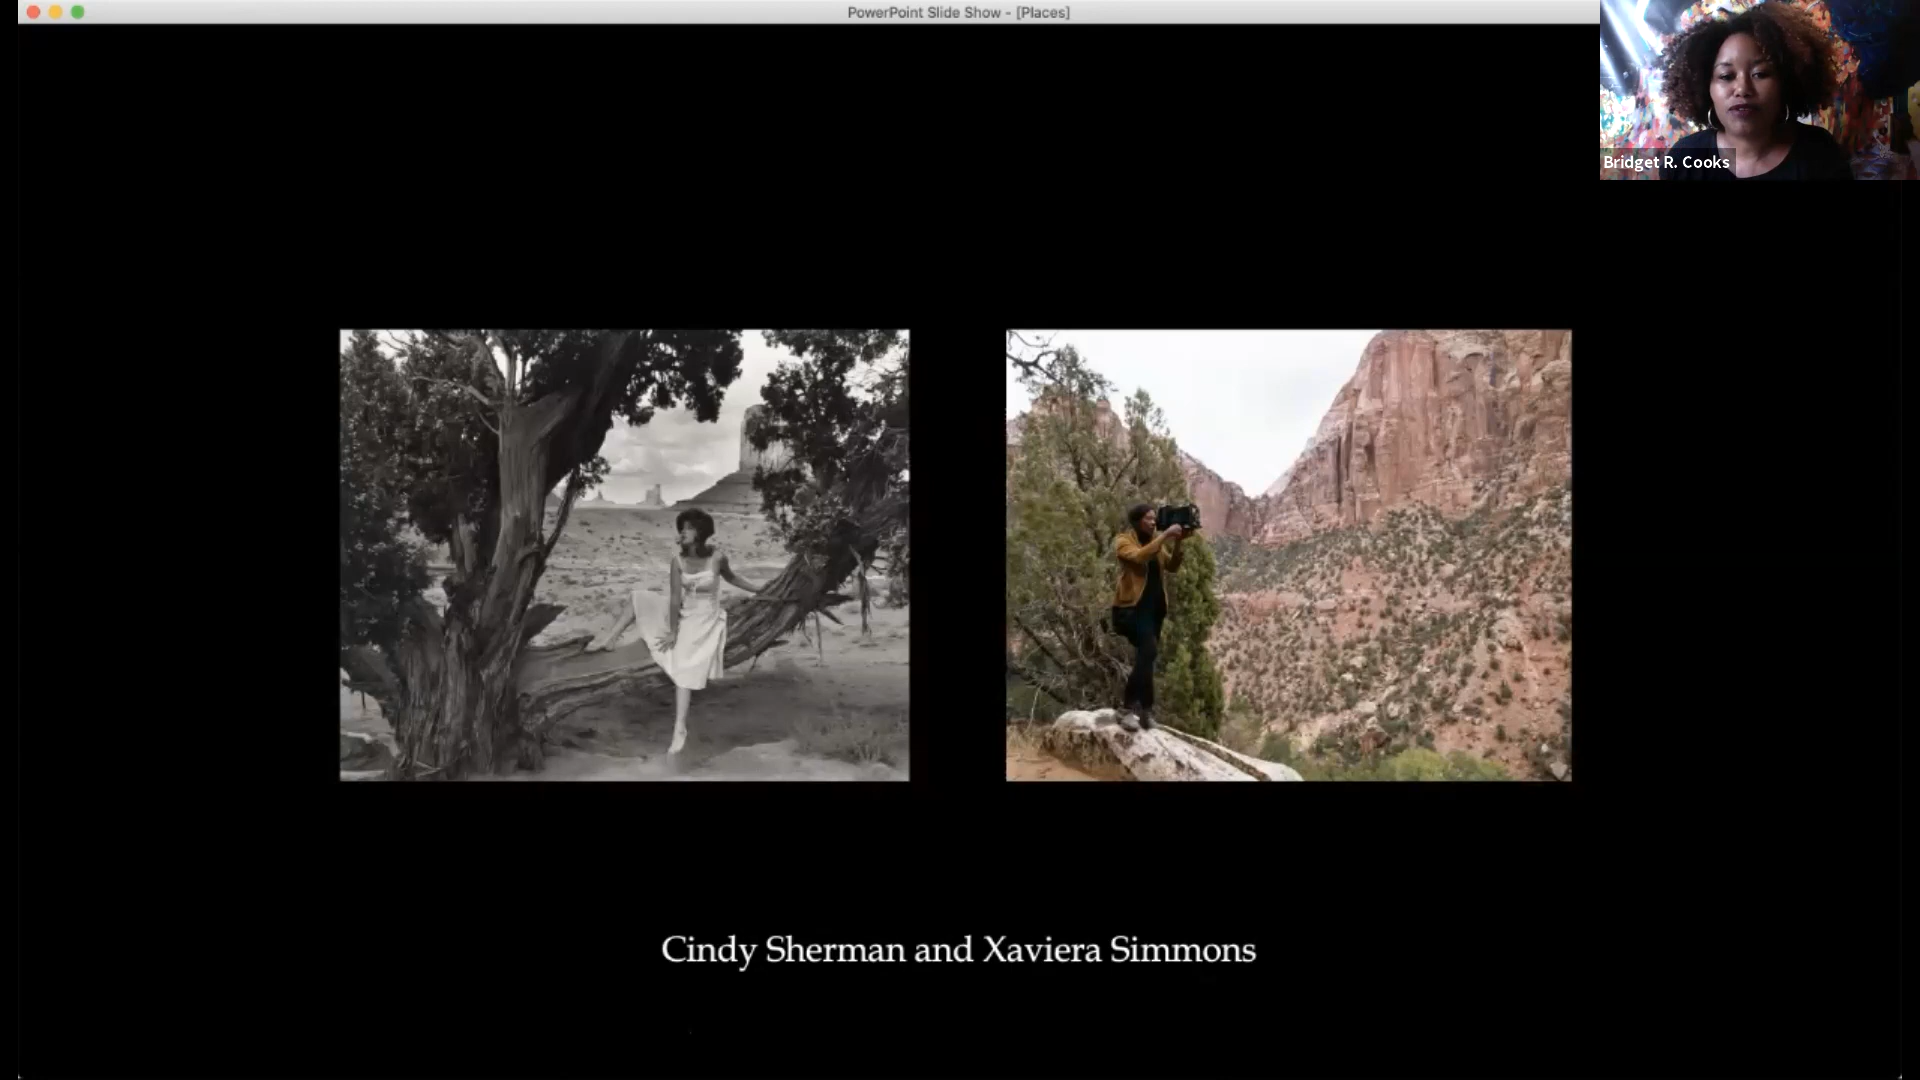 PowerPoint Slide Show - [Places]
Bridget R. Cooks
Cindy Sherman and Xaviera Simmons